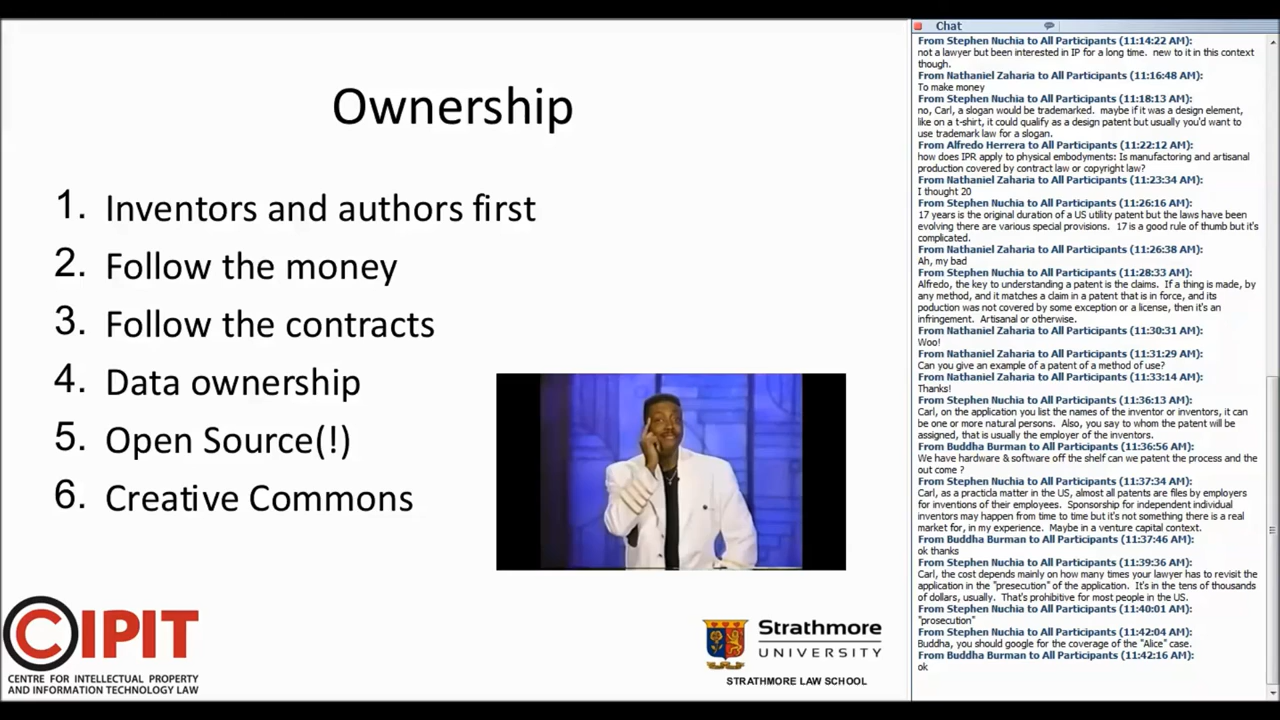 Ownership
1. Inventors and authors first
2. Follow the money
3. Follow the contracts
4. Data ownership
5. Open Source(!)
6. Creative Commons
CIPIT
CENTRE FOR INTELLECTUAL PROPERTY
AND INFORMATION TECHNOLOGY LAW
Strathmore
UNIVERSITY
STRATHMORE LAW SCHOOL
Chat
From Stephen Nuchia to All Participants (11:14:22 AM):
not a lawyer but been interested in IP for a long time. new to it in this context
though.
From Nathaniel Zaharia to All Participants (11:16:48 AM):
To make money
From Stephen Nuchia to All Participants (11:18:13 AM):
no, Carl, a slogan would be trademarked. maybe if it was a design element,
like on a t-shirt, it could qualify as a design patent but usually you'd want to
use trademark law for a slogan.
From Alfredo Herrera to All Participants (11:22:12 AM):
how does IPR apply to physical embodyments: Is manufactoring and artisanal
production covered by contract law or copyright law?
From Nathaniel Zaharia to All Participants (11:23:34 AM):
I thought 20
From Stephen Nuchia to All Participants (11:26:16 AM):
17 years is the original duration of a US utility patent but the laws have been
evolving there are various special provisions. 17 is a good rule of thumb but it's
complicated.
From Nathaniel Zaharia to All Participants (11:26:38 AM):
Ah, my bad
From Stephen Nuchia to All Participants (11:28:33 AM):
Alfredo, the key to understanding a patent is the claims. If a thing is made, by
any method, and it matches a claim in a patent that is in force, and its
poduction was not covered by some exception or a license, then it's an
infringement. Artisanal or otherwise.
From Nathaniel Zaharia to All Participants (11:30:31 AM):
Woo!
From Nathaniel Zaharia to All Participants (11:31:29 AM):
Can you give an example of a patent of a method of use?
From Nathaniel Zaharia to All Participants (11:33:14 AM):
Thanks!
From Stephen Nuchia to All Participants (11:36:13 AM):
Carl, on the application you list the names of the inventor or inventors, it can
be one or more natural persons. Also, you say to whom the patent will be
assigned, that is usually the employer of the inventors.
From Buddha Burman to All Participants (11:36:56 AM):
We have hardware & software off the shelf can we patent the process and the
out come ?
From Stephen Nuchia to All Participants (11:37:34 AM):
Carl, as a practicla matter in the US, almost all patents are files by employers
for inventions of their employees. Sponsorship for independent individual
inventors may happen from time to time but it's not something there is a real
market for, in my experience. Maybe in a venture capital context.
From Buddha Burman to All Participants (11:37:46 AM):
ok thanks
From Stephen Nuchia to All Participants (11:39:36 AM):
Carl, the cost depends mainly on how many times your lawyer has to revisit the
application in the "presecution" of the application. It's in the tens of thousands
of dollars, usually. That's prohibitive for most people in the US.
From Stephen Nuchia to All Participants (11:40:01 AM):
"prosecution"
From Stephen Nuchia to All Participants (11:42:04 AM):
Buddha, you should google for the coverage of the "Alice" case.
From Buddha Burman to All Participants (11:42:16 AM):
ok